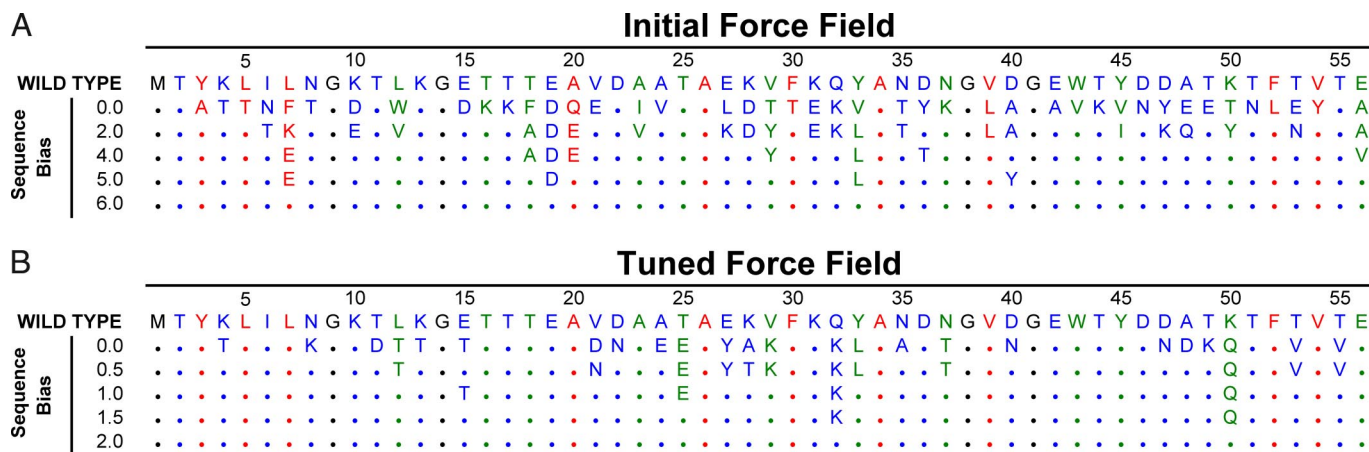 A
Initial Force Field
5 10 15 20 25 30 35 40 45 50 55
WILD TYPE M T Y K L I L N G K T L K G E T T T E A V D A A T A E K V F K Q Y A N D N G V D G E W T Y D D A T K T F T V T E
Sequence Bias
0.0 . . A T T N F T . D . W . . D K K F D Q E . I V . . L D T T E K V . T Y K . L A . A V K V N Y E E T N L E Y . A
2.0 . . . . . T K . . E . V . . . . . A D E . . V . . . K D Y . E K L . T . . . L A . . . . I . K Q . Y . . N . . A
4.0 . . . . . . E . . . . . . . . . . A D E . . . . . . . . Y . . . L . . T . . . . . . . . . . . . . . . . . . . V
5.0 . . . . . . E . . . . . . . . . . . D . . . . . . . . . . . . . L . . . . . . Y . . . . . . . . . . . . . . . .
6.0 . . . . . . . . . . . . . . . . . . . . . . . . . . . . . . . . . . . . . . . . . . . . . . . . . . . . . . . .
B
Tuned Force Field
5 10 15 20 25 30 35 40 45 50 55
WILD TYPE M T Y K L I L N G K T L K G E T T T E A V D A A T A E K V F K Q Y A N D N G V D G E W T Y D D A T K T F T V T E
Sequence Bias
0.0 . . . T . . . K . . D T T . T . . . . . D N . E E . Y A K . . K L . A . T . . N . . . . . . N D K Q . . V . V .
0.5 . . . . . . . . . . . T . . . . . . . . N . . . E . Y T K . . K L . . . T . . . . . . . . . . . . Q . . V . V .
1.0 . . . . . . . . . . . . . . T . . . . . . . . . E . . . . . . K . . . . . . . . . . . . . . . . . Q . . . . . .
1.5 . . . . . . . . . . . . . . . . . . . . . . . . . . . . . . . K . . . . . . . . . . . . . . . . . Q . . . . . .
2.0 . . . . . . . . . . . . . . . . . . . . . . . . . . . . . . . . . . . . . . . . . . . . . . . . . . . . . . . .